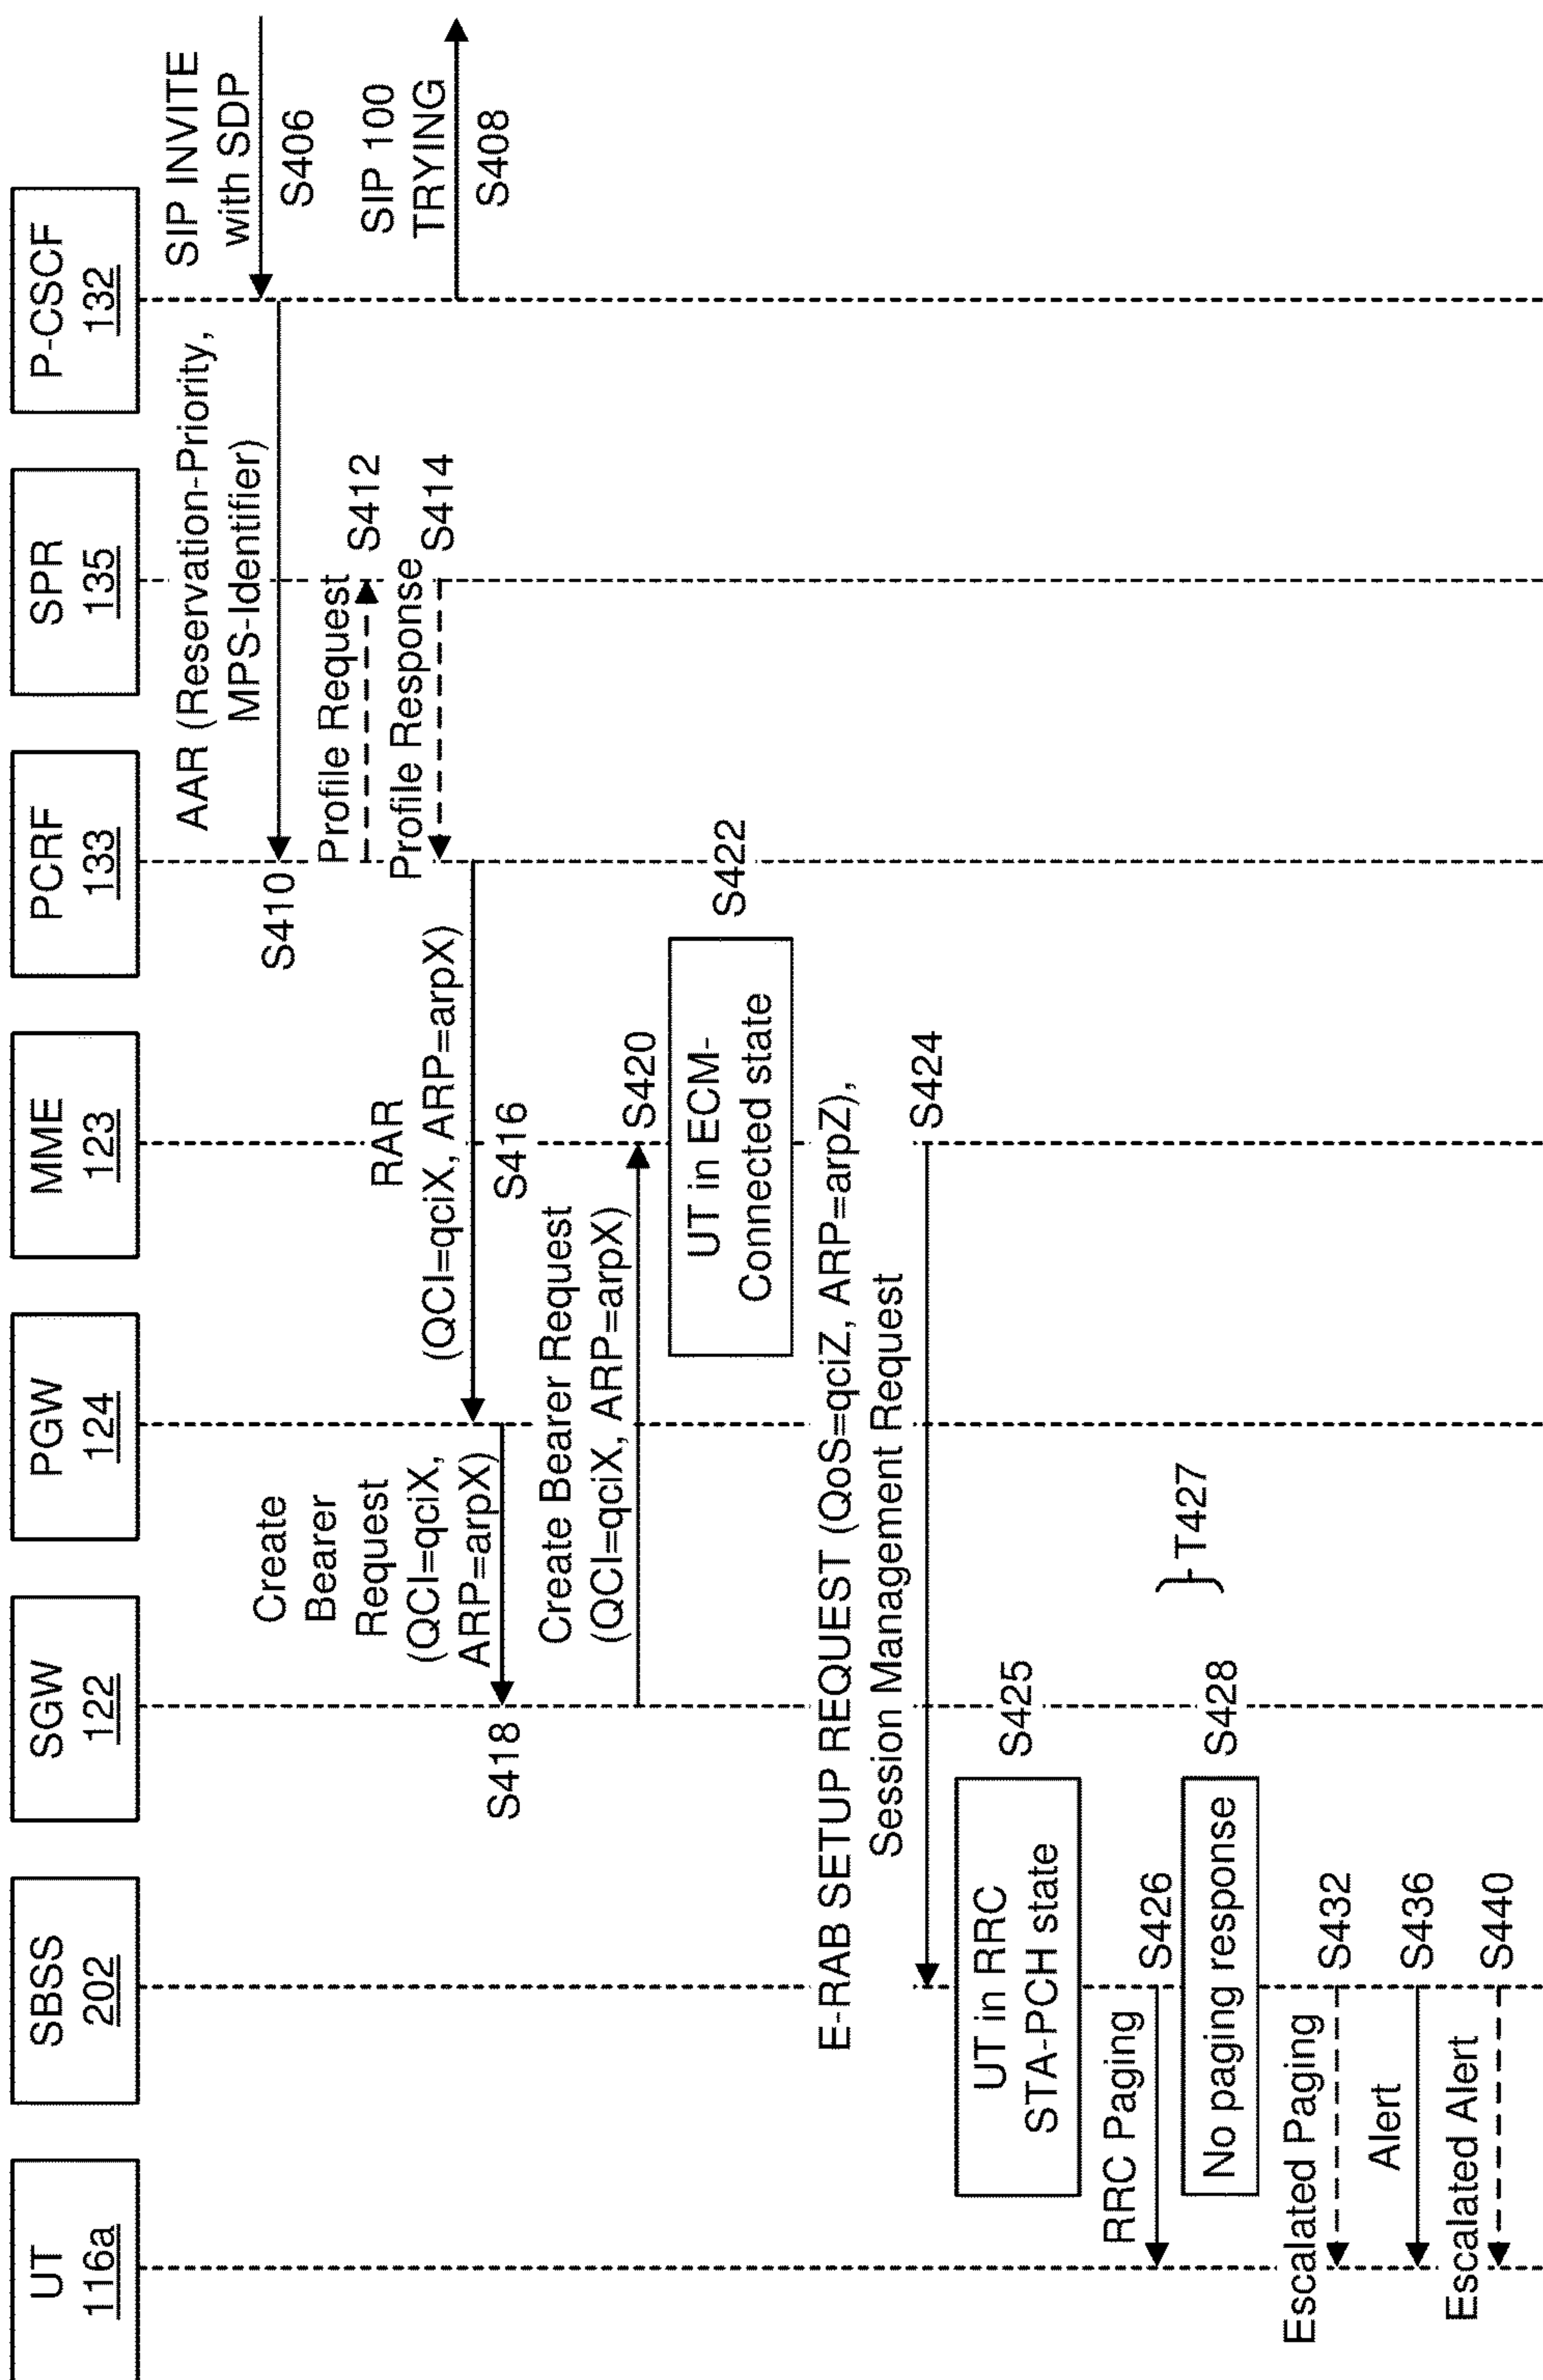 UT
116a
SBSS
202
SGW
122
PGW
124
MME
123
PCRF
133
SPR
135
P-CSCF
132
SIP INVITE
with SDP
S406
AAR (Reservation-Priority,
MPS-Identifier)
S410
SIP 100
TRYING
S408
Profile Request
S412
Profile Response
S414
RAR
(QCI=qciX, ARP=arpX)
S416
Create
Bearer
Request
(QCI=qciX,
ARP=arpX)
S418
Create Bearer Request
(QCI=qciX, ARP=arpX)
S420
UT in ECM-
Connected state
S422
E-RAB SETUP REQUEST (QoS=qciZ, ARP=arpZ),
Session Management Request
S424
UT in RRC
STA-PCH state
S425
RRC Paging
S426
T427
No paging response
S428
Escalated Paging
S432
Alert
S436
Escalated Alert
S440